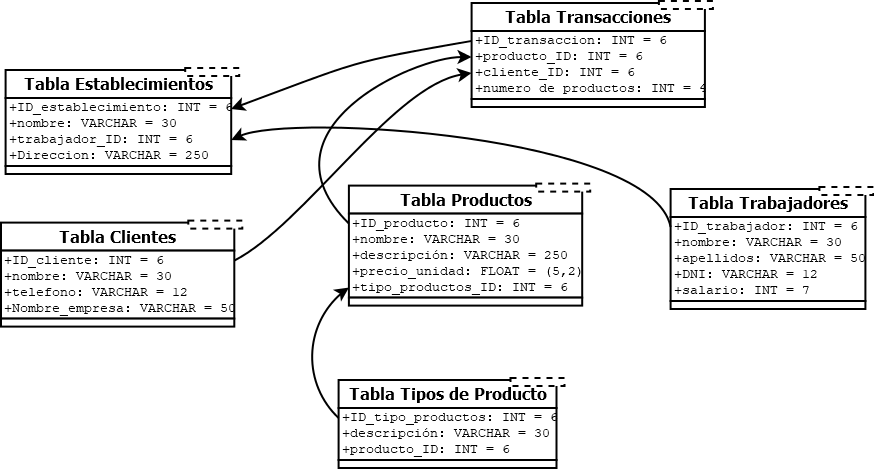 Tabla Transacciones
+ID_transaccion: INT = 6
+producto_ID: INT = 6
+cliente_ID: INT = 6
+numero de productos: INT = 4
Tabla Establecimientos
+ID_establecimiento: INT = 6
+nombre: VARCHAR = 30
+trabajador_ID: INT = 6
+Direccion: VARCHAR = 250
Tabla Productos
+ID_producto: INT = 6
+nombre: VARCHAR = 30
+descripción: VARCHAR = 250
+precio_unidad: FLOAT = (5,2)
+tipo_productos_ID: INT = 6
Tabla Trabajadores
+ID_trabajador: INT = 6
+nombre: VARCHAR = 30
+apellidos: VARCHAR = 50
+DNI: VARCHAR = 12
+salario: INT = 7
Tabla Clientes
+ID_cliente: INT = 6
+nombre: VARCHAR = 30
+telefono: VARCHAR = 12
+Nombre_empresa: VARCHAR = 50
Tabla Tipos de Producto
+ID_tipo_productos: INT = 6
+descripción: VARCHAR = 30
+producto_ID: INT = 6